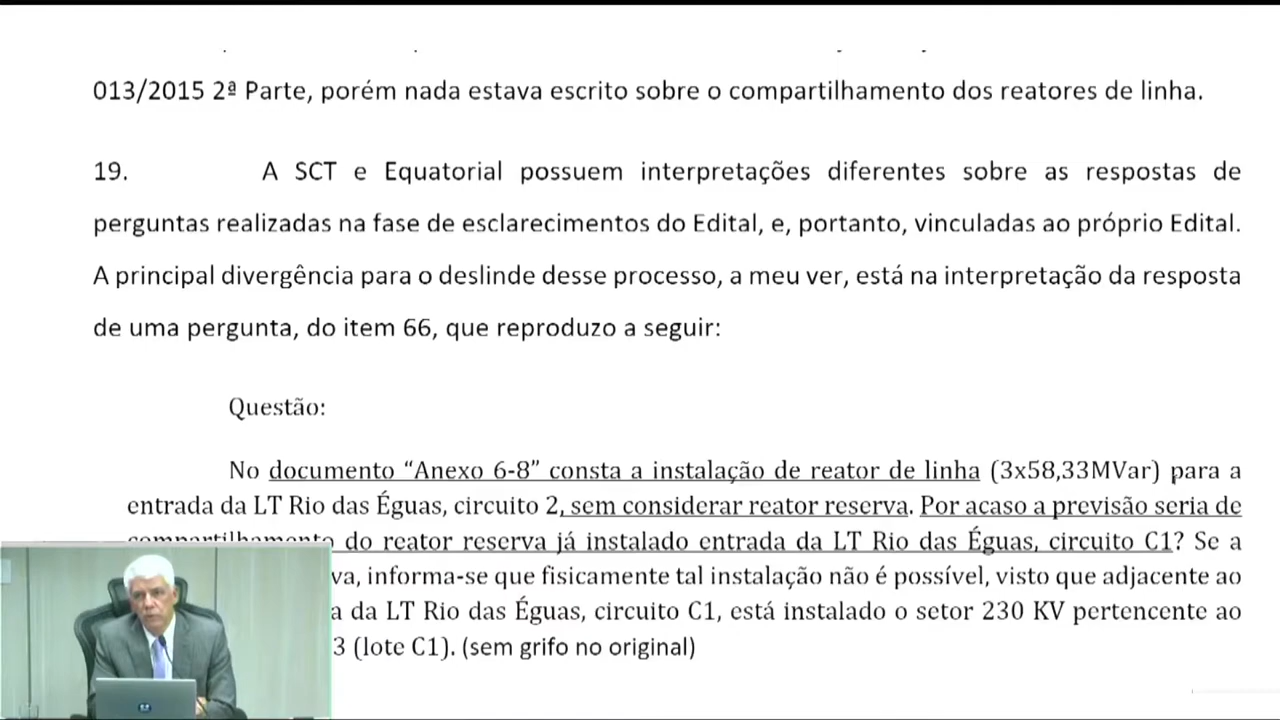 013/2015 2ª Parte, porém nada estava escrito sobre o compartilhamento dos reatores de linha.
19. A SCT e Equatorial possuem interpretações diferentes sobre as respostas de
perguntas realizadas na fase de esclarecimentos do Edital, e, portanto, vinculadas ao próprio Edital.
A principal divergência para o deslinde desse processo, a meu ver, está na interpretação da resposta
de uma pergunta, do item 66, que reproduzo a seguir:
Questão:
No documento “Anexo 6-8” consta a instalação de reator de linha (3x58,33MVar) para a
entrada da LT Rio das Éguas, circuito 2, sem considerar reator reserva. Por acaso a previsão seria de
compartilhamento do reator reserva já instalado entrada da LT Rio das Éguas, circuito C1? Se a
va, informa-se que fisicamente tal instalação não é possível, visto que adjacente ao
a da LT Rio das Éguas, circuito C1, está instalado o setor 230 KV pertencente ao
3 (lote C1). (sem grifo no original)